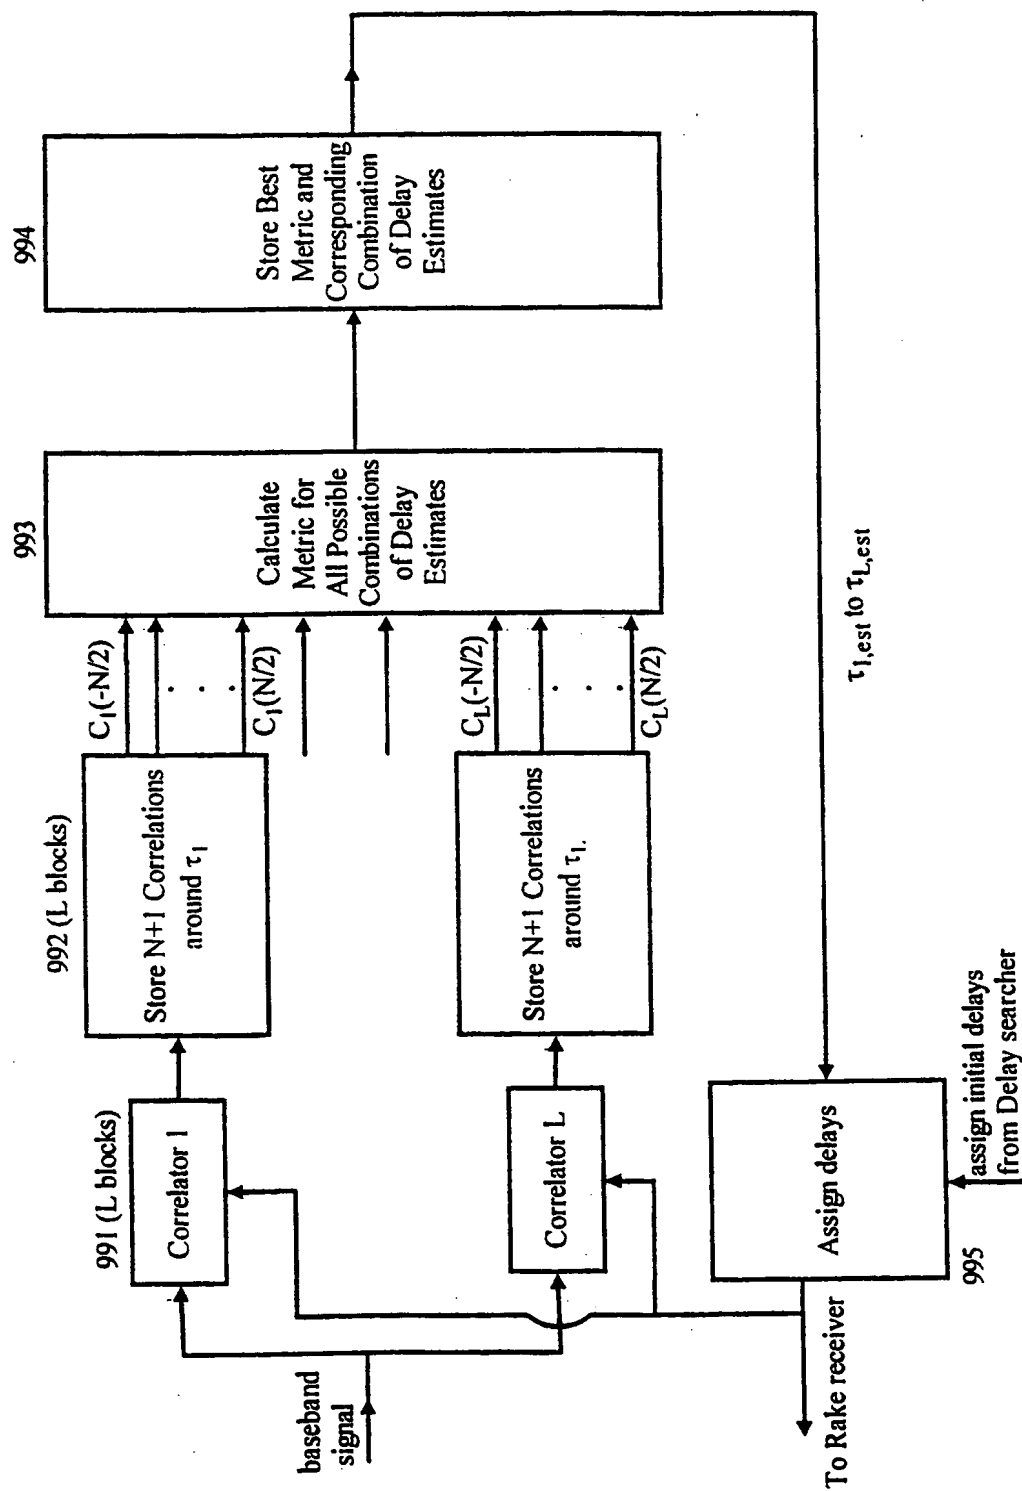 baseband
signal
991 (L blocks)
Correlator 1
Correlator L
992 (L blocks)
Store N+1 Correlations
around τ1
Store N+1 Correlations
around τL
C1(-N/2)
. . .
C1(N/2)
CL(-N/2)
. . .
CL(N/2)
993
Calculate
Metric for
All Possible
Combinations
of Delay
Estimates
994
Store Best
Metric and
Corresponding
Combination
of Delay
Estimates
τ1,est to τL,est
Assign delays
995
assign initial delays
from Delay searcher
To Rake receiver